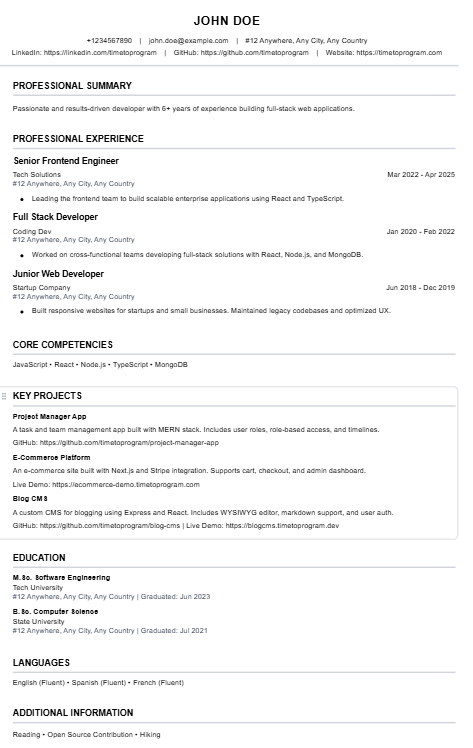 JOHN DOE
+1234567890 | john.doe@example.com | #12 Anywhere, Any City, Any Country
LinkedIn: https://linkedin.com/timetoprogram | GitHub: https://github.com/timetoprogram | Website: https://timetoprogram.com
PROFESSIONAL SUMMARY
Passionate and results-driven developer with 6+ years of experience building full-stack web applications.
PROFESSIONAL EXPERIENCE
Senior Frontend Engineer
Tech Solutions Mar 2022 - Apr 2025
#12 Anywhere, Any City, Any Country
• Leading the frontend team to build scalable enterprise applications using React and TypeScript.
Full Stack Developer
Coding Dev Jan 2020 - Feb 2022
#12 Anywhere, Any City, Any Country
• Worked on cross-functional teams developing full-stack solutions with React, Node.js, and MongoDB.
Junior Web Developer
Startup Company Jun 2018 - Dec 2019
#12 Anywhere, Any City, Any Country
• Built responsive websites for startups and small businesses. Maintained legacy codebases and optimized UX.
CORE COMPETENCIES
JavaScript • React • Node.js • TypeScript • MongoDB
KEY PROJECTS
Project Manager App
A task and team management app built with MERN stack. Includes user roles, role-based access, and timelines.
GitHub: https://github.com/timetoprogram/project-manager-app
E-Commerce Platform
An e-commerce site built with Next.js and Stripe integration. Supports cart, checkout, and admin dashboard.
Live Demo: https://ecommerce-demo.timetoprogram.com
Blog CMS
A custom CMS for blogging using Express and React. Includes WYSIWYG editor, markdown support, and user auth.
GitHub: https://github.com/timetoprogram/blog-cms | Live Demo: https://blogcms.timetoprogram.dev
EDUCATION
M.Sc. Software Engineering
Tech University
#12 Anywhere, Any City, Any Country | Graduated: Jun 2023
B.Sc. Computer Science
State University
#12 Anywhere, Any City, Any Country | Graduated: Jul 2021
LANGUAGES
English (Fluent) • Spanish (Fluent) • French (Fluent)
ADDITIONAL INFORMATION
Reading • Open Source Contribution • Hiking